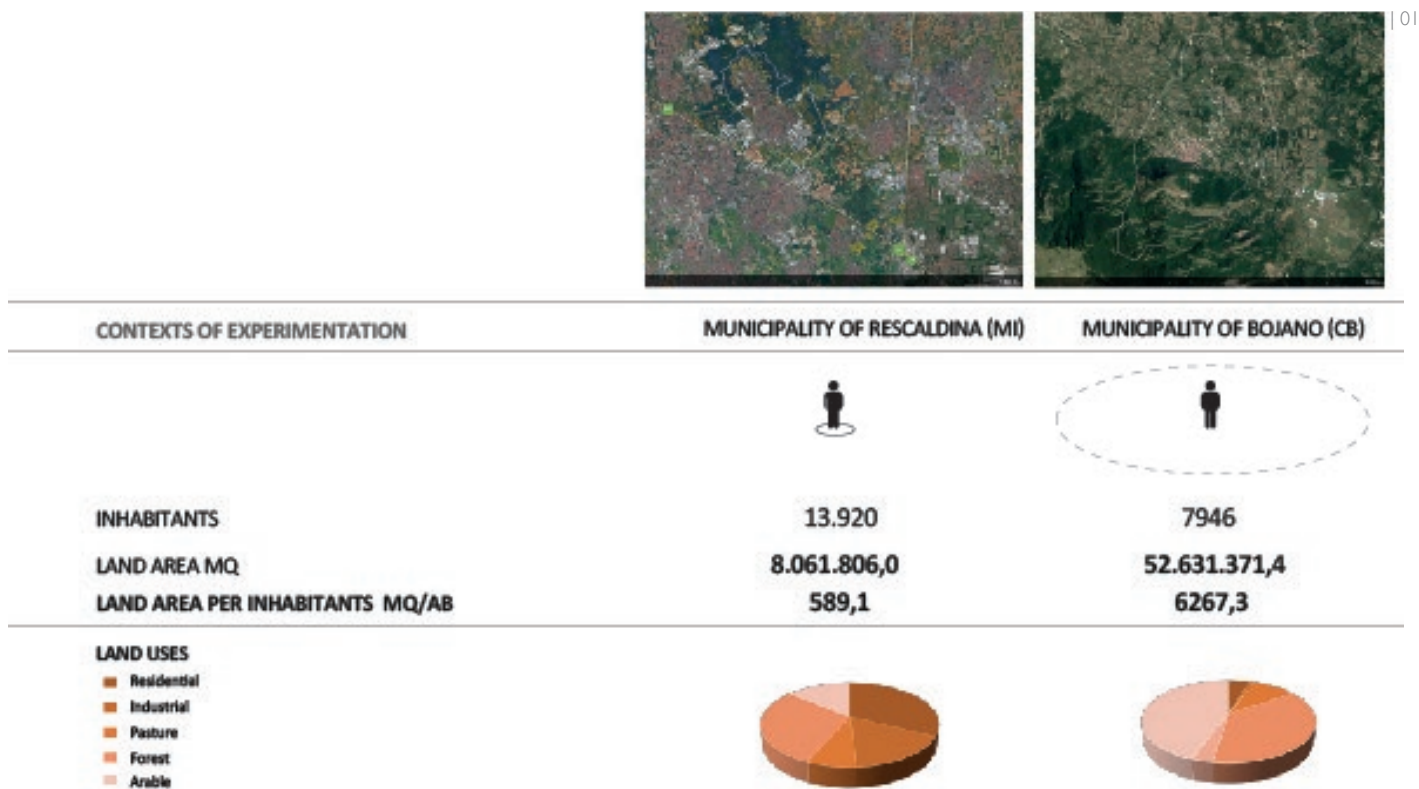 | 01
CONTEXTS OF EXPERIMENTATION MUNICIPALITY OF RESCALDINA (MI) MUNICIPALITY OF BOJANO (CB)
INHABITANTS 13.920 7946
LAND AREA MQ 8.061.806,0 52.631.371,4
LAND AREA PER INHABITANTS MQ/AB 589,1 6267,3
LAND USES
Residential
Industrial
Pasture
Forest
Arable